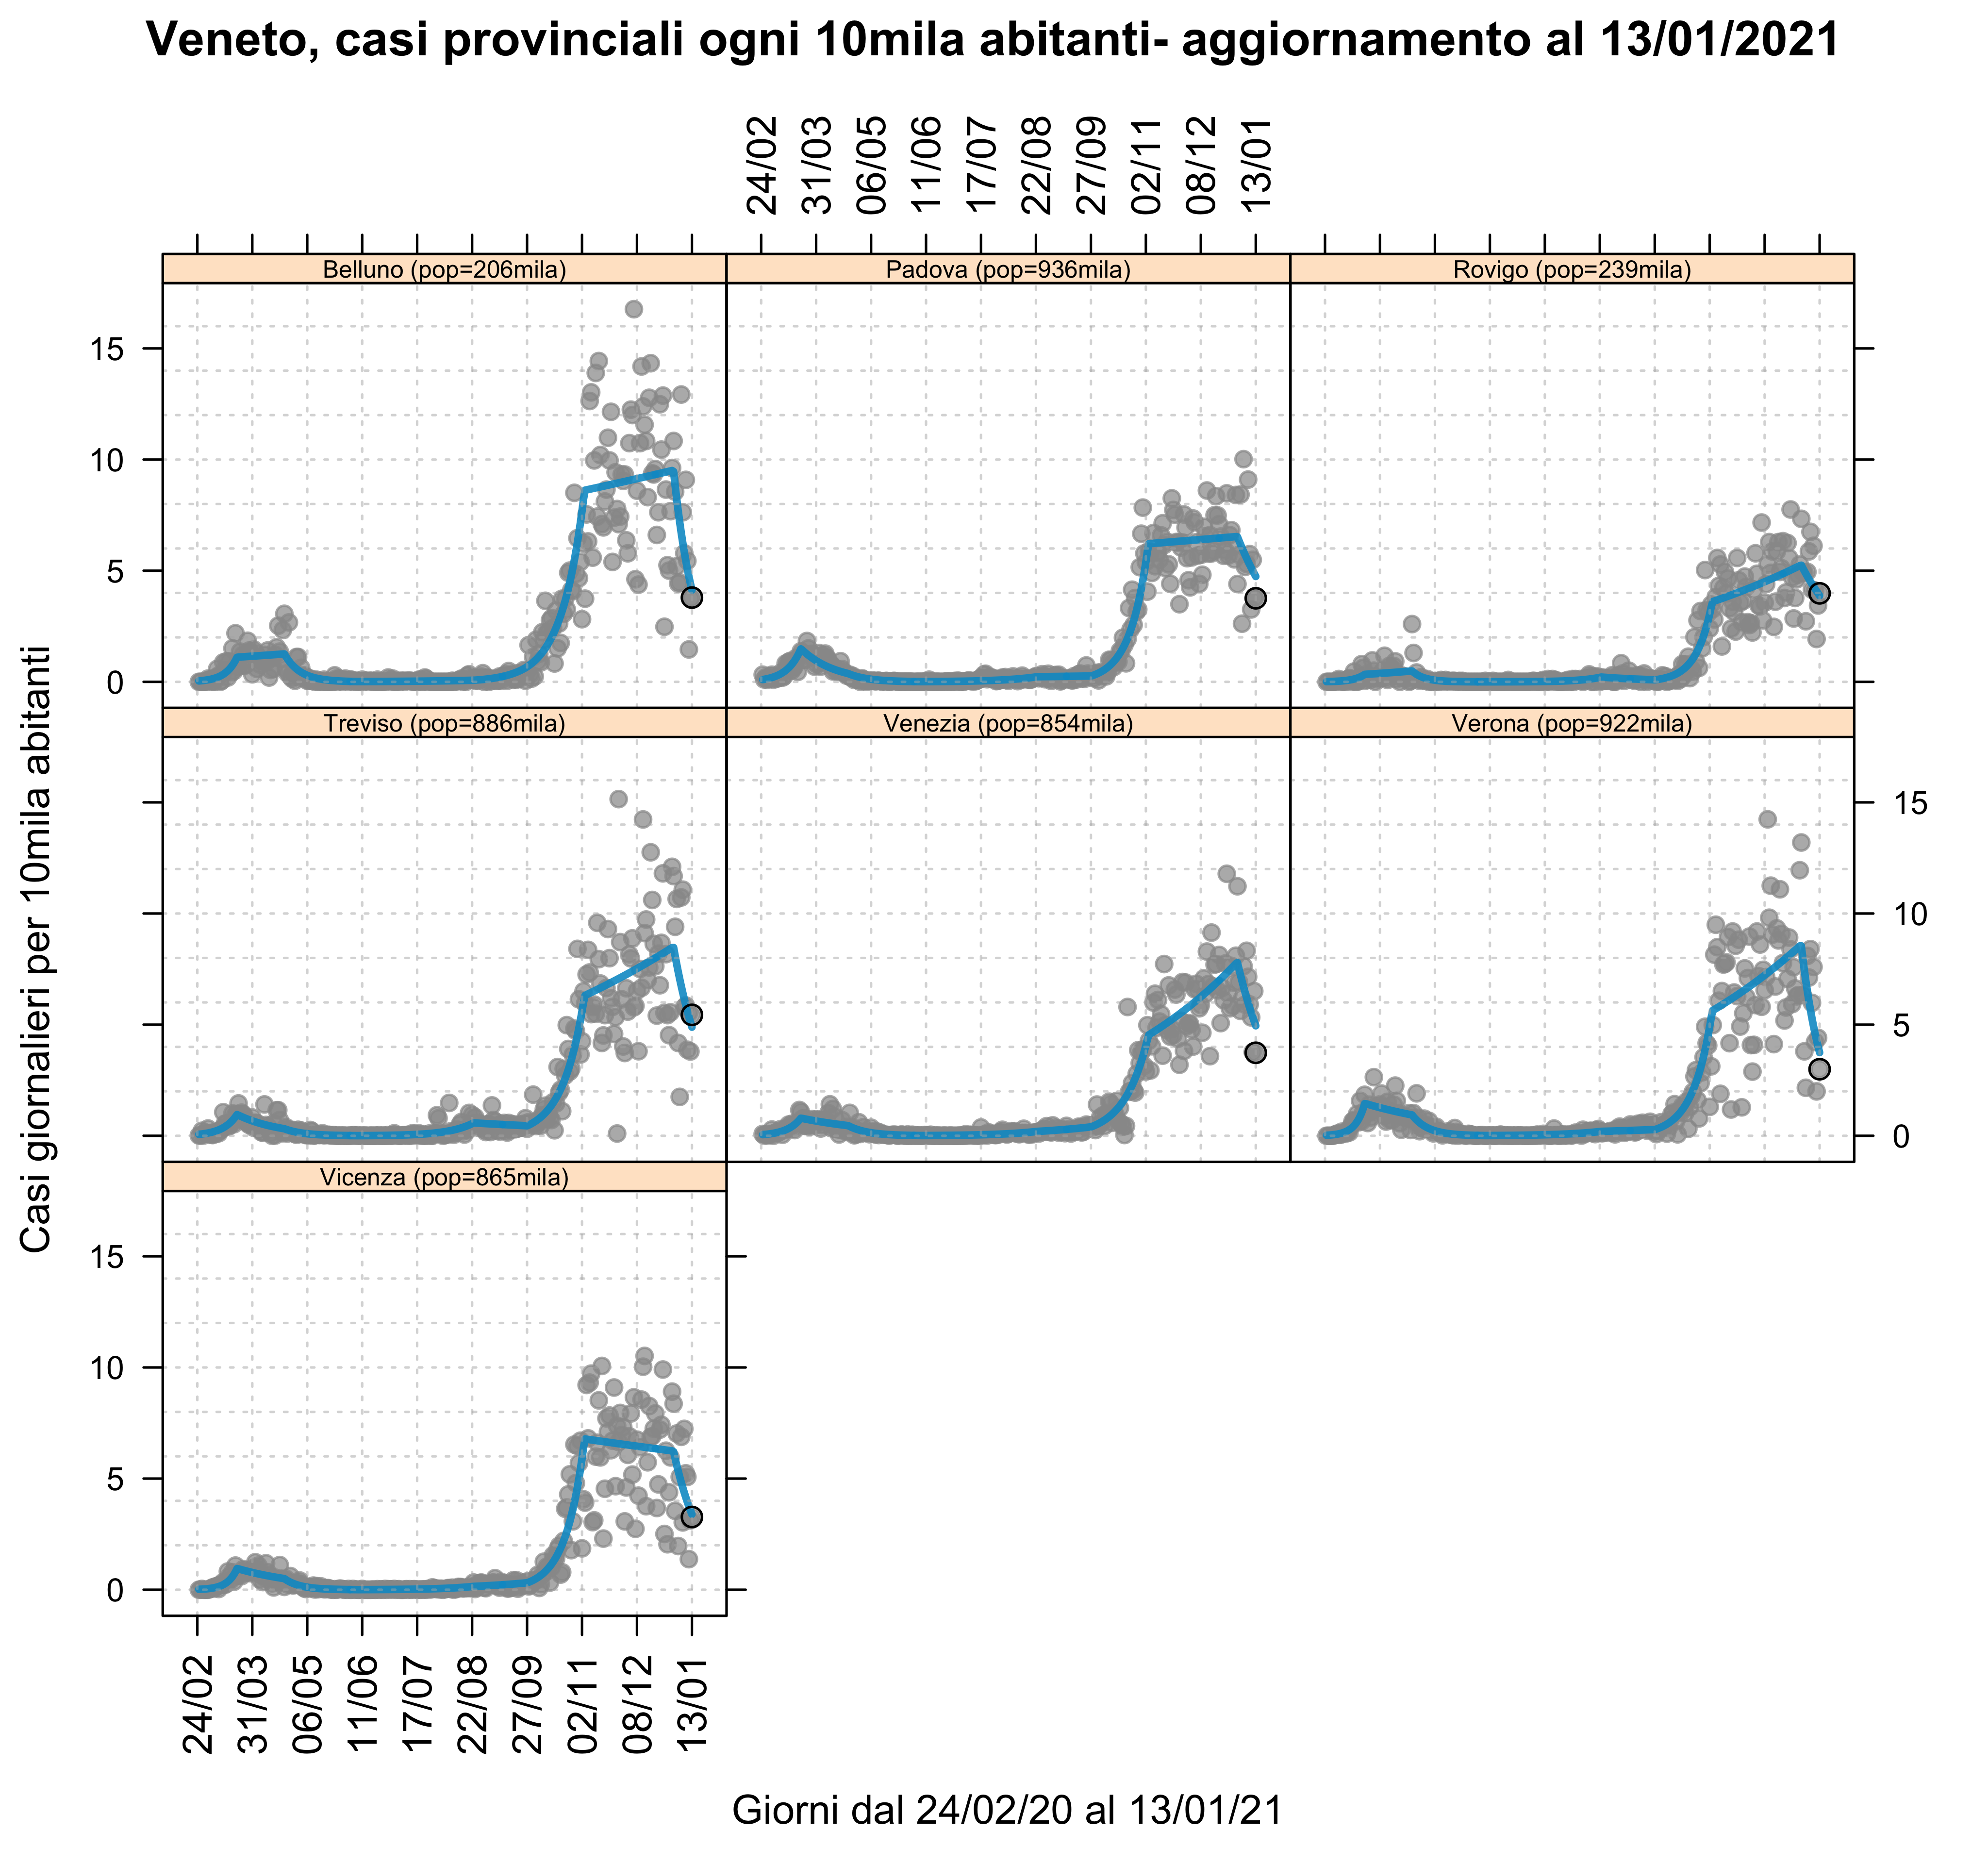 Veneto, casi provinciali ogni 10mila abitanti- aggiornamento al 13/01/2021
24/02 31/03 06/05 11/06 17/07 22/08 27/09 02/11 08/12 13/01
Belluno (pop=206mila) Padova (pop=936mila) Rovigo (pop=239mila)
15
10
5
0
Treviso (pop=886mila) Venezia (pop=854mila) Verona (pop=922mila)
15
10
5
0
Casi giornalieri per 10mila abitanti
Vicenza (pop=865mila)
15
10
5
0
24/02 31/03 06/05 11/06 17/07 22/08 27/09 02/11 08/12 13/01
Giorni dal 24/02/20 al 13/01/21